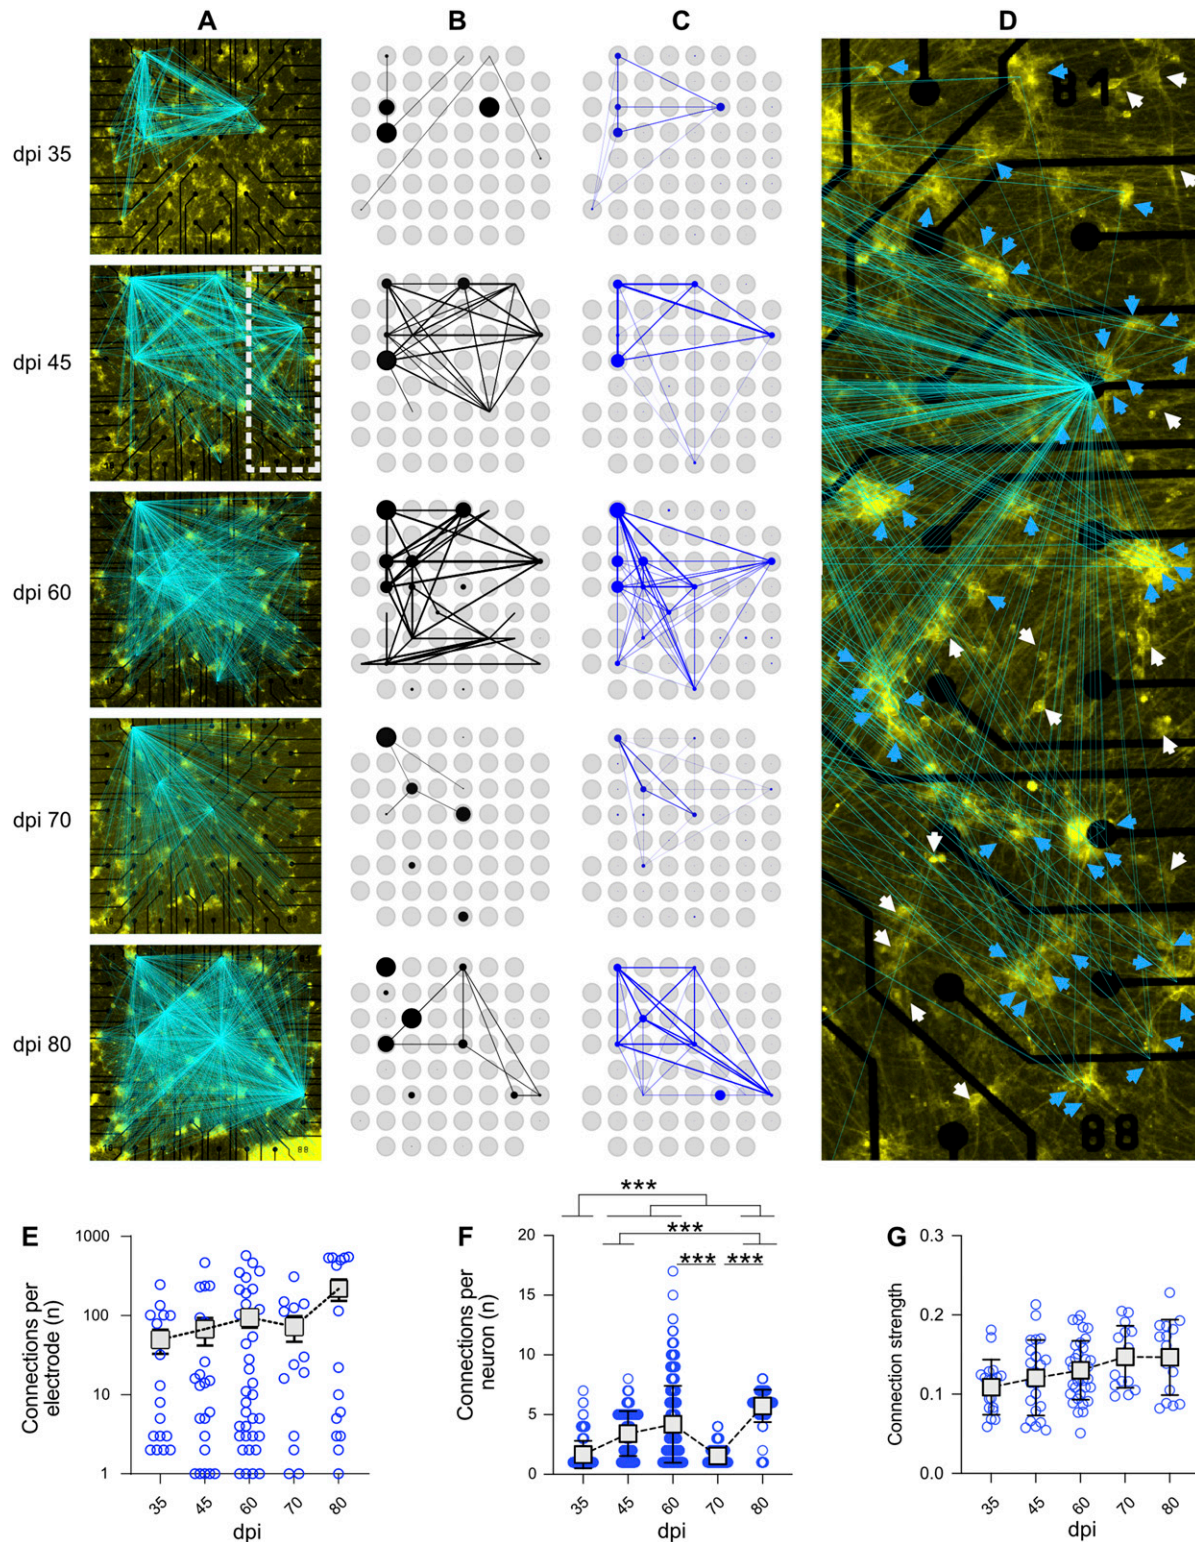 A B C D
dpi 35
dpi 45
dpi 60
dpi 70
dpi 80
81
88
88
E
Connections per
electrode (n)
1000
100
10
1
35 45 60 70 80
dpi
F
Connections per
neuron (n)
20
15
10
5
0
***
***
*** ***
35 45 60 70 80
dpi
G
Connection strength
0.3
0.2
0.1
0.0
35 45 60 70 80
dpi